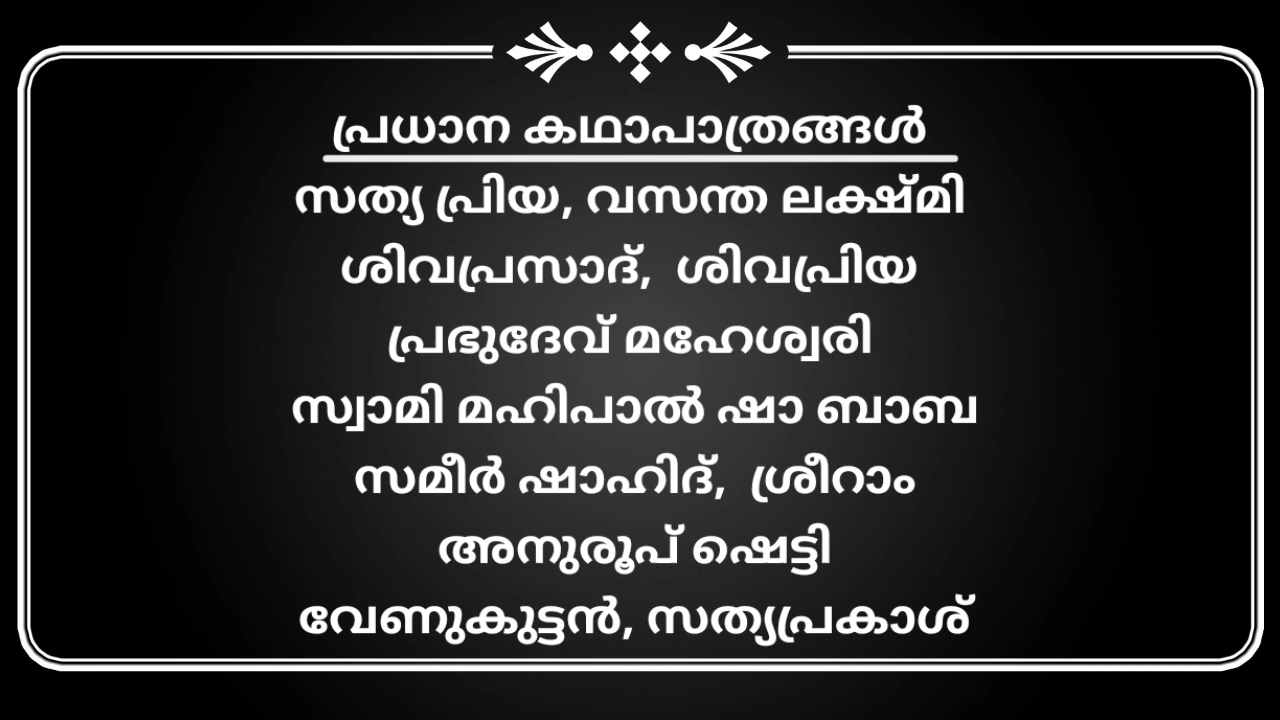 പ്രധാന കഥാപാത്രങ്ങൾ
സത്യ പ്രിയ, വസന്ത ലക്ഷ്മി
ശിവപ്രസാദ്, ശിവപ്രിയ
പ്രഭുദേവ് മഹേശ്വരി
സ്വാമി മഹിപാൽ ഷാ ബാബ
സമീർ ഷാഹിദ്, ശ്രീറാം
അനുരൂപ് ഷെട്ടി
വേണുകുട്ടൻ, സത്യപ്രകാശ്